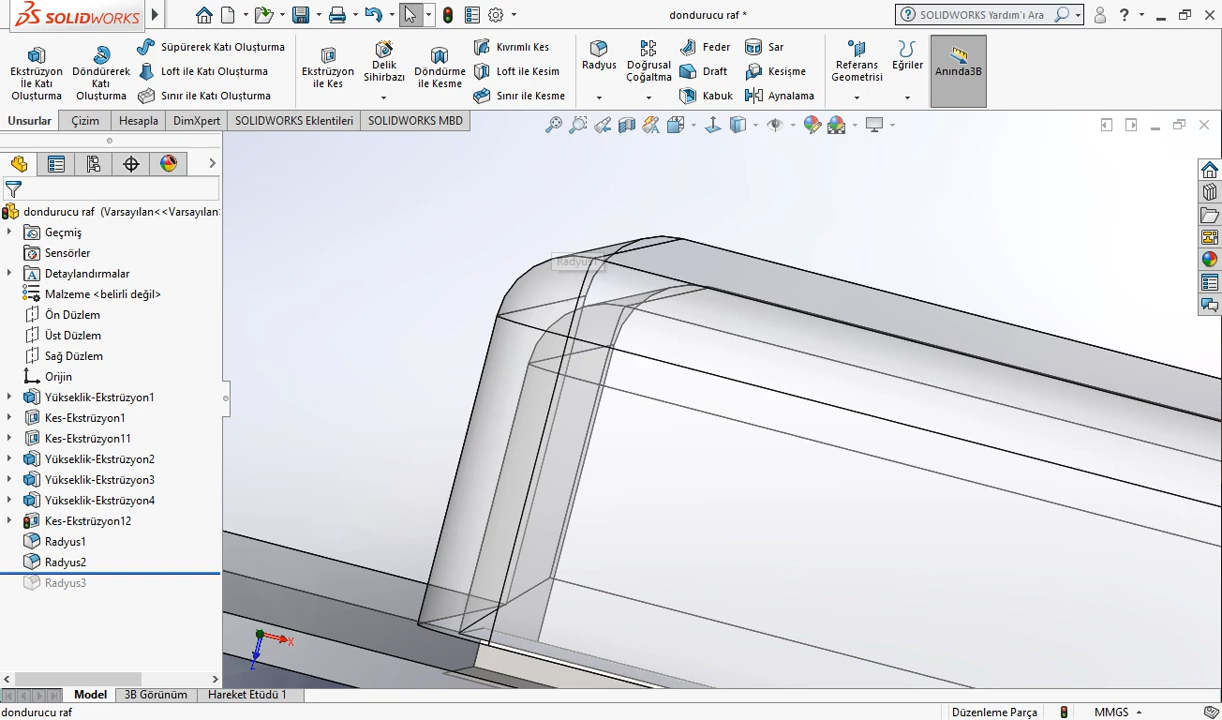 SOLIDWORKS
dondurucu raf *
SOLIDWORKS Yardım'ı Ara
Ekstrüzyon İle Katı Oluşturma
Döndürerek Katı Oluşturma
Süpürerek Katı Oluşturma
Loft ile Katı Oluşturma
Sınır ile Katı Oluşturma
Ekstrüzyon ile Kes
Delik Sihirbazı
Döndürme ile Kesme
Kıvrımlı Kes
Loft ile Kesim
Sınır ile Kesme
Radyus
Doğrusal Çoğaltma
Feder
Draft
Kabuk
Sar
Kesişme
Aynalama
Referans Geometrisi
Eğriler
Anında3B
Unsurlar
Çizim
Hesapla
DimXpert
SOLIDWORKS Eklentileri
SOLIDWORKS MBD
dondurucu raf (Varsayılan<<Varsayılan
Geçmiş
Sensörler
Detaylandırmalar
Malzeme <belirli değil>
Ön Düzlem
Üst Düzlem
Sağ Düzlem
Orijin
Yükseklik-Ekstrüzyon1
Kes-Ekstrüzyon1
Kes-Ekstrüzyon11
Yükseklik-Ekstrüzyon2
Yükseklik-Ekstrüzyon3
Yükseklik-Ekstrüzyon4
Kes-Ekstrüzyon12
Radyus1
Radyus2
Radyus3
X
Z
Model
3B Görünüm
Hareket Etüdü 1
dondurucu raf
Düzenleme Parça
MMGS